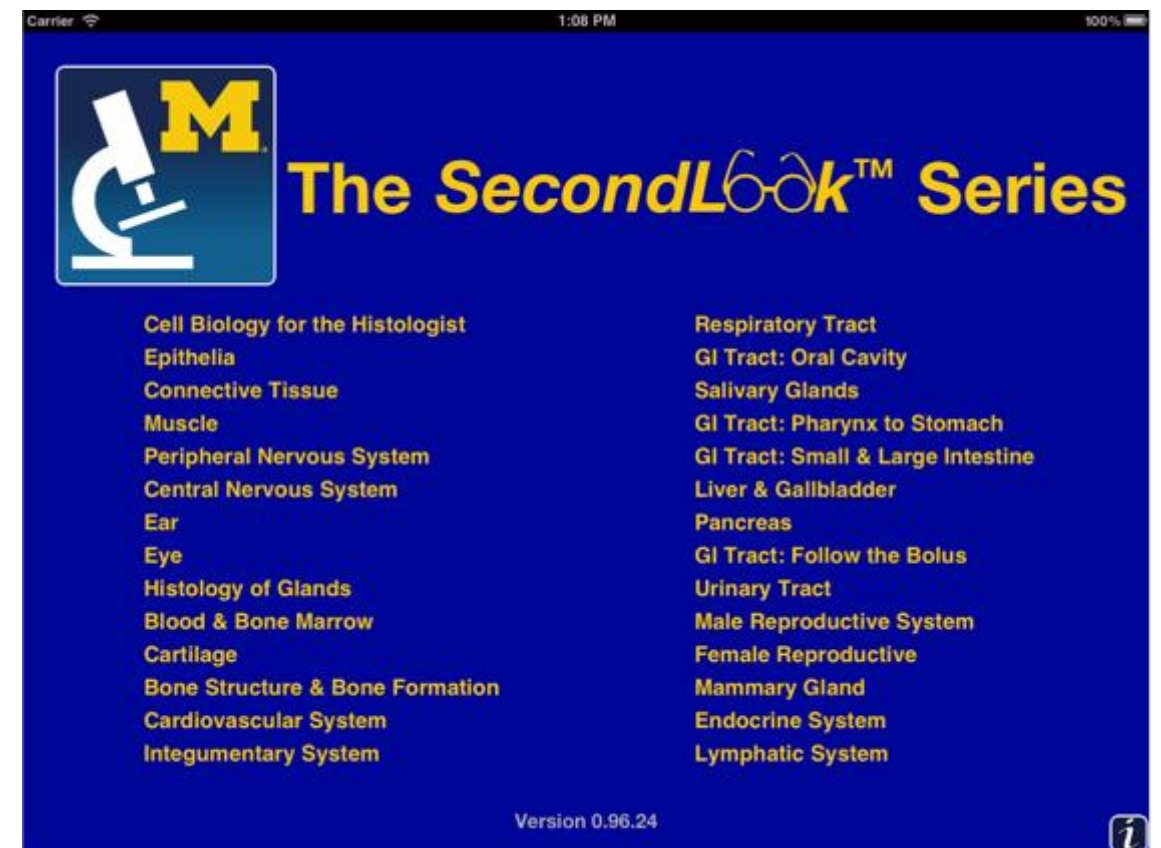 Carrier 1:08 PM 100%
M
The SecondLook™ Series
Cell Biology for the Histologist
Epithelia
Connective Tissue
Muscle
Peripheral Nervous System
Central Nervous System
Ear
Eye
Histology of Glands
Blood & Bone Marrow
Cartilage
Bone Structure & Bone Formation
Cardiovascular System
Integumentary System
Respiratory Tract
GI Tract: Oral Cavity
Salivary Glands
GI Tract: Pharynx to Stomach
GI Tract: Small & Large Intestine
Liver & Gallbladder
Pancreas
GI Tract: Follow the Bolus
Urinary Tract
Male Reproductive System
Female Reproductive
Mammary Gland
Endocrine System
Lymphatic System
Version 0.96.24
i